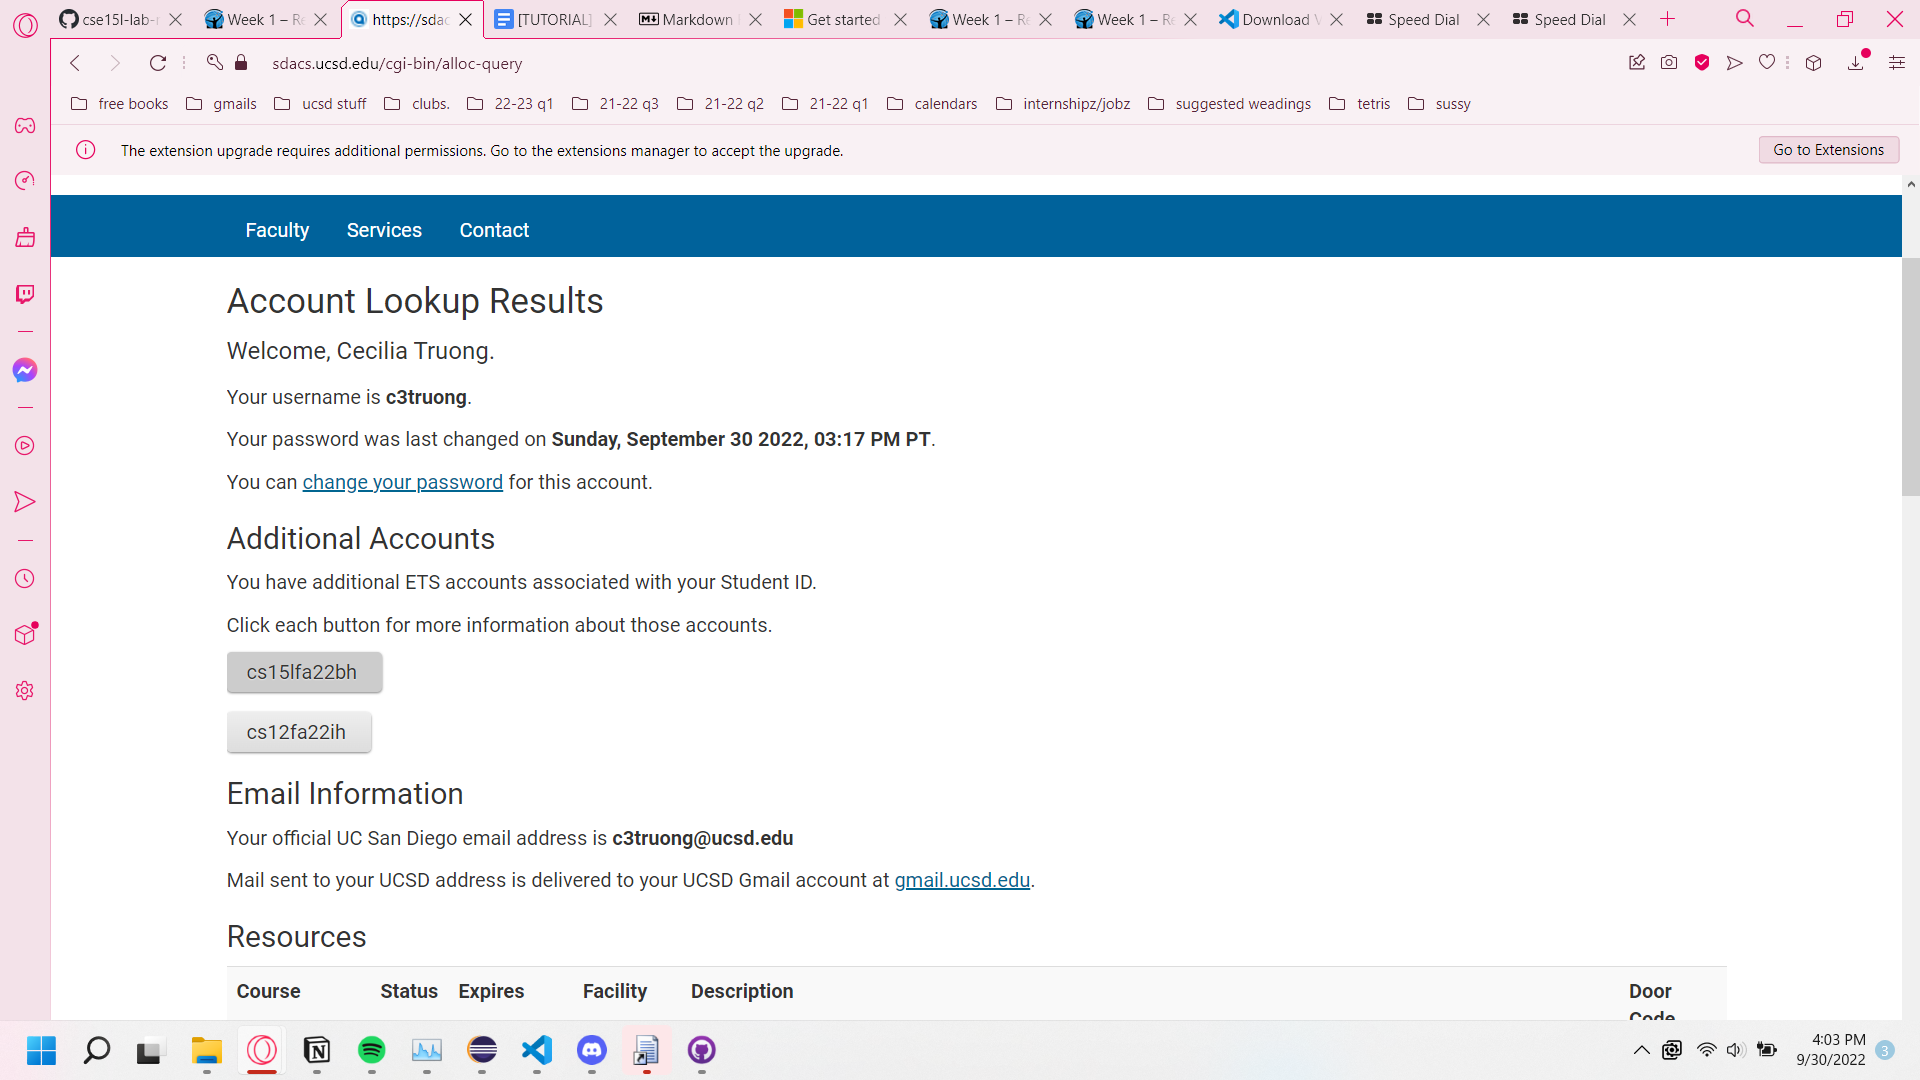 cse15l-lab-r
Week 1 – Re
https://sdac
[TUTORIAL]
Markdown
Get started
Week 1 – Re
Week 1 – Re
Download V
Speed Dial
Speed Dial
sdacs.ucsd.edu/cgi-bin/alloc-query
free books
gmails
ucsd stuff
clubs.
22-23 q1
21-22 q3
21-22 q2
21-22 q1
calendars
internshipz/jobz
suggested weadings
tetris
sussy
The extension upgrade requires additional permissions. Go to the extensions manager to accept the upgrade.
Go to Extensions
Faculty
Services
Contact
Account Lookup Results
Welcome, Cecilia Truong.
Your username is c3truong.
Your password was last changed on Sunday, September 30 2022, 03:17 PM PT.
You can change your password for this account.
Additional Accounts
You have additional ETS accounts associated with your Student ID.
Click each button for more information about those accounts.
cs15lfa22bh
cs12fa22ih
Email Information
Your official UC San Diego email address is c3truong@ucsd.edu
Mail sent to your UCSD address is delivered to your UCSD Gmail account at gmail.ucsd.edu.
Resources
Course Status Expires Facility Description Door
Code
4:03 PM
9/30/2022
3